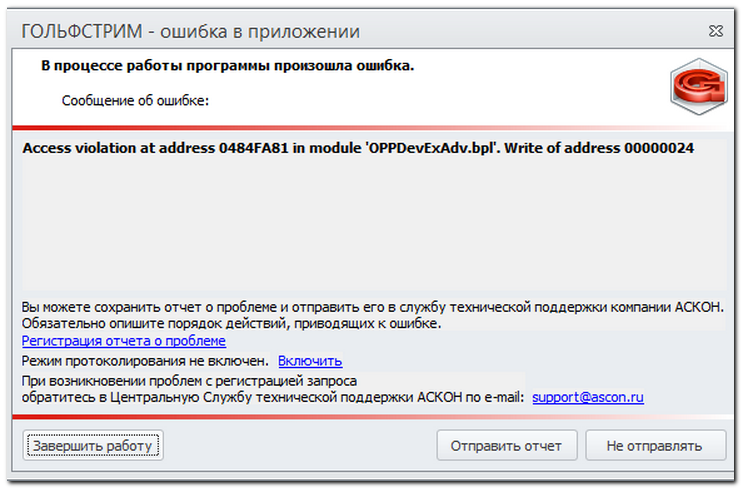 ГОЛЬФСТРИМ - ошибка в приложении
В процессе работы программы произошла ошибка.
Сообщение об ошибке:
Access violation at address 0484FA81 in module 'OPPDevExAdv.bpl'. Write of address 00000024
Вы можете сохранить отчет о проблеме и отправить его в службу технической поддержки компании АСКОН.
Обязательно опишите порядок действий, приводящих к ошибке.
Регистрация отчета о проблеме
Режим протоколирования не включен. Включить
При возникновении проблем с регистрацией запроса
обратитесь в Центральную Службу технической поддержки АСКОН по e-mail: support@ascon.ru
Завершить работу Отправить отчет Не отправлять